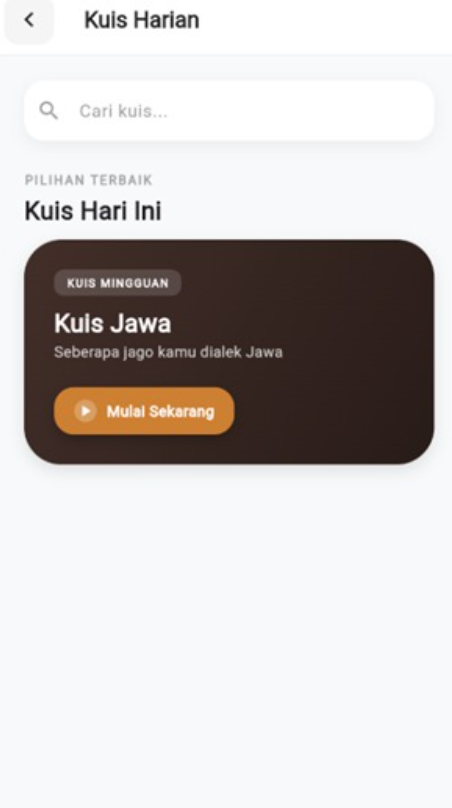 Kuis Harian
Cari kuis...
PILIHAN TERBAIK
Kuis Hari Ini
KUIS MINGGUAN
Kuis Jawa
Seberapa jago kamu dialek Jawa
Mulai Sekarang